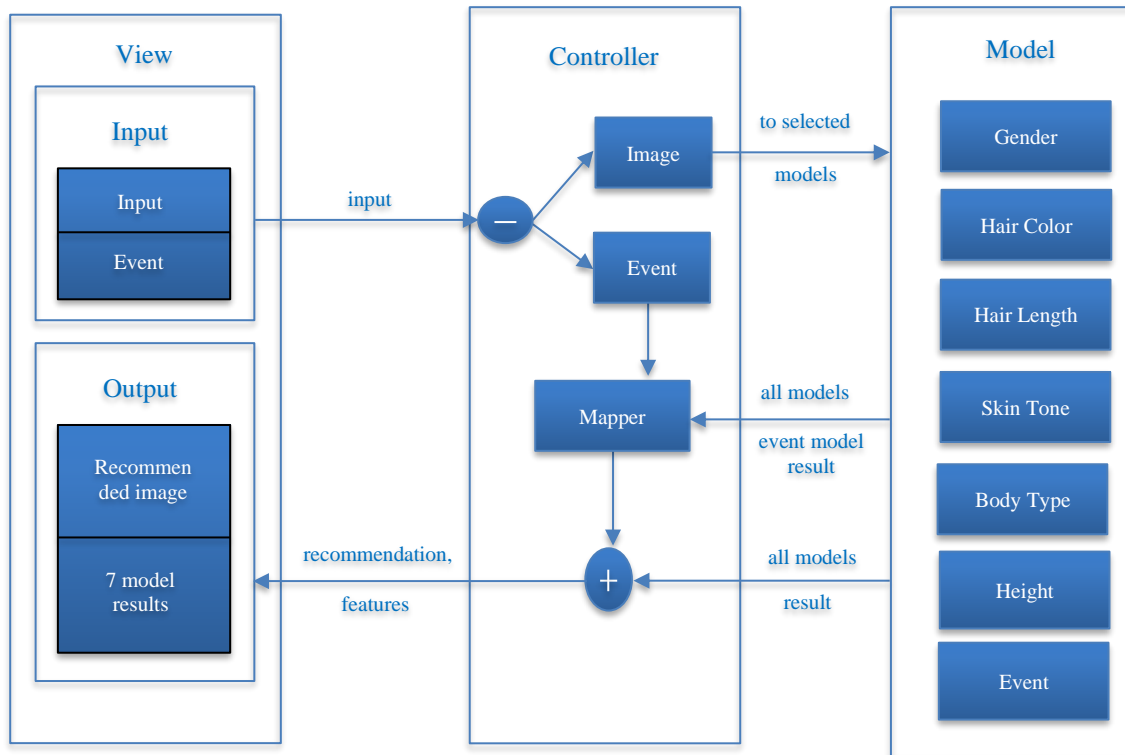 View
Input
Input
Event
Output
Recommen
ded image
7 model
results
input
recommendation,
features
Controller
Image
−
Event
Mapper
+
to selected
models
all models
event model
result
all models
result
Model
Gender
Hair Color
Hair Length
Skin Tone
Body Type
Height
Event